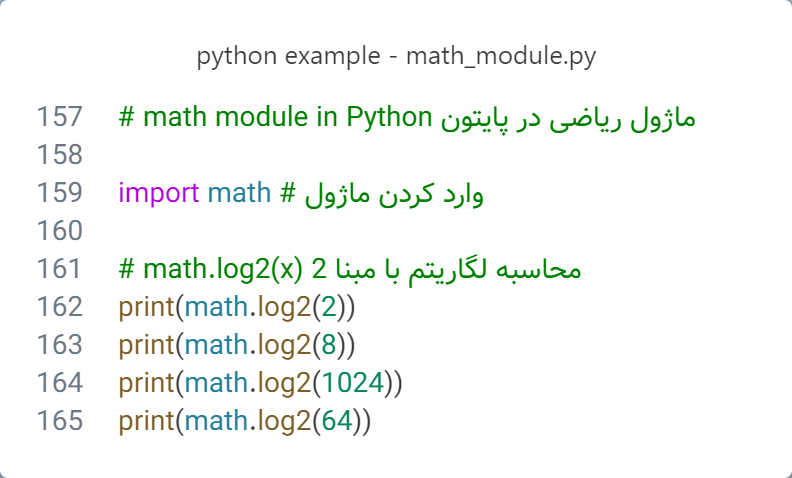 python example - math_module.py
157 # math module in Python ماژول ریاضی در پایتون
158
159 import math # وارد کردن ماژول
160
161 # math.log2(x) محاسبه لگاریتم با مبنا 2
162 print(math.log2(2))
163 print(math.log2(8))
164 print(math.log2(1024))
165 print(math.log2(64))